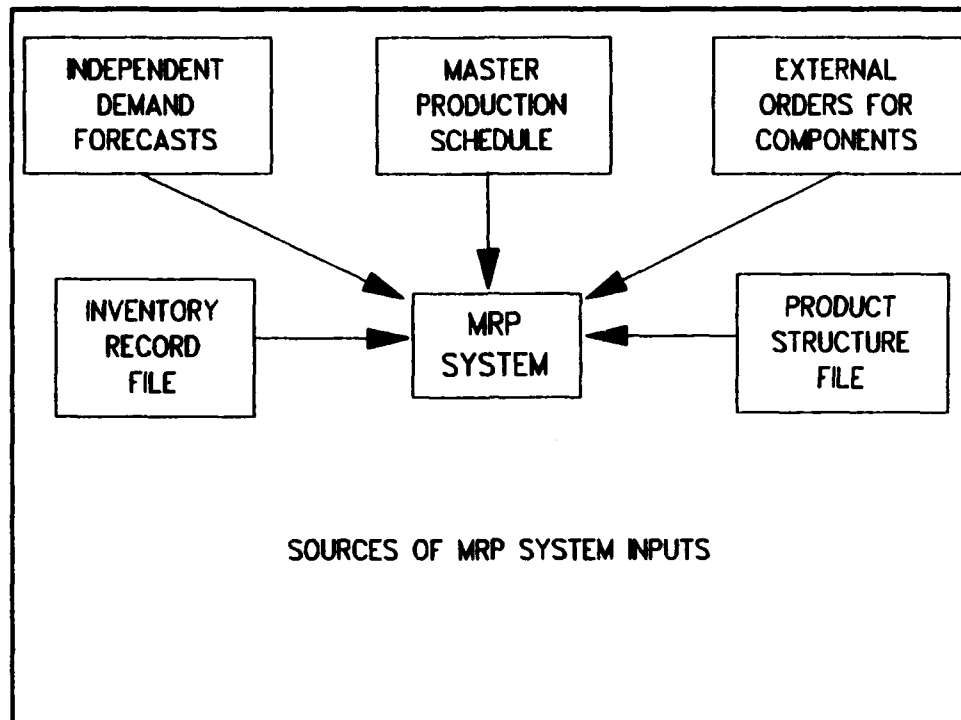 INDEPENDENT
DEMAND
FORECASTS
MASTER
PRODUCTION
SCHEDULE
EXTERNAL
ORDERS FOR
COMPONENTS
INVENTORY
RECORD
FILE
MRP
SYSTEM
PRODUCT
STRUCTURE
FILE
SOURCES OF MRP SYSTEM INPUTS